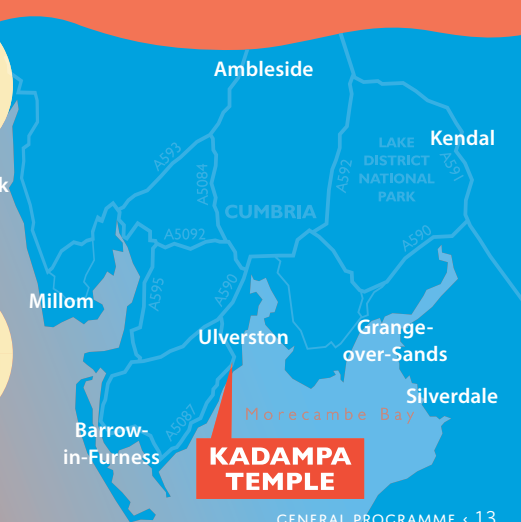 Ambleside
Kendal
LAKE
DISTRICT
NATIONAL
PARK
A593
A5084
A592
A591
k
CUMBRIA
A5092
A590
A595
A590
Millom
Ulverston
Grange-
over-Sands
Silverdale
Morecambe Bay
A5087
Barrow-
in-Furness
KADAMPA
TEMPLE
GENERAL PROGRAMME ‹ 13